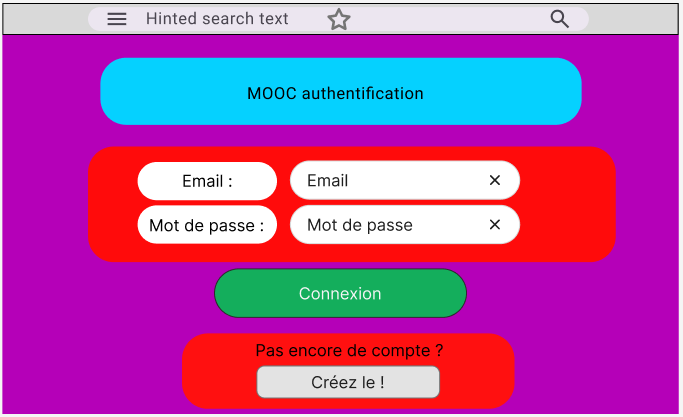 Hinted search text
MOOC authentification
Email :
Email
Mot de passe :
Mot de passe
Connexion
Pas encore de compte ?
Créez le !